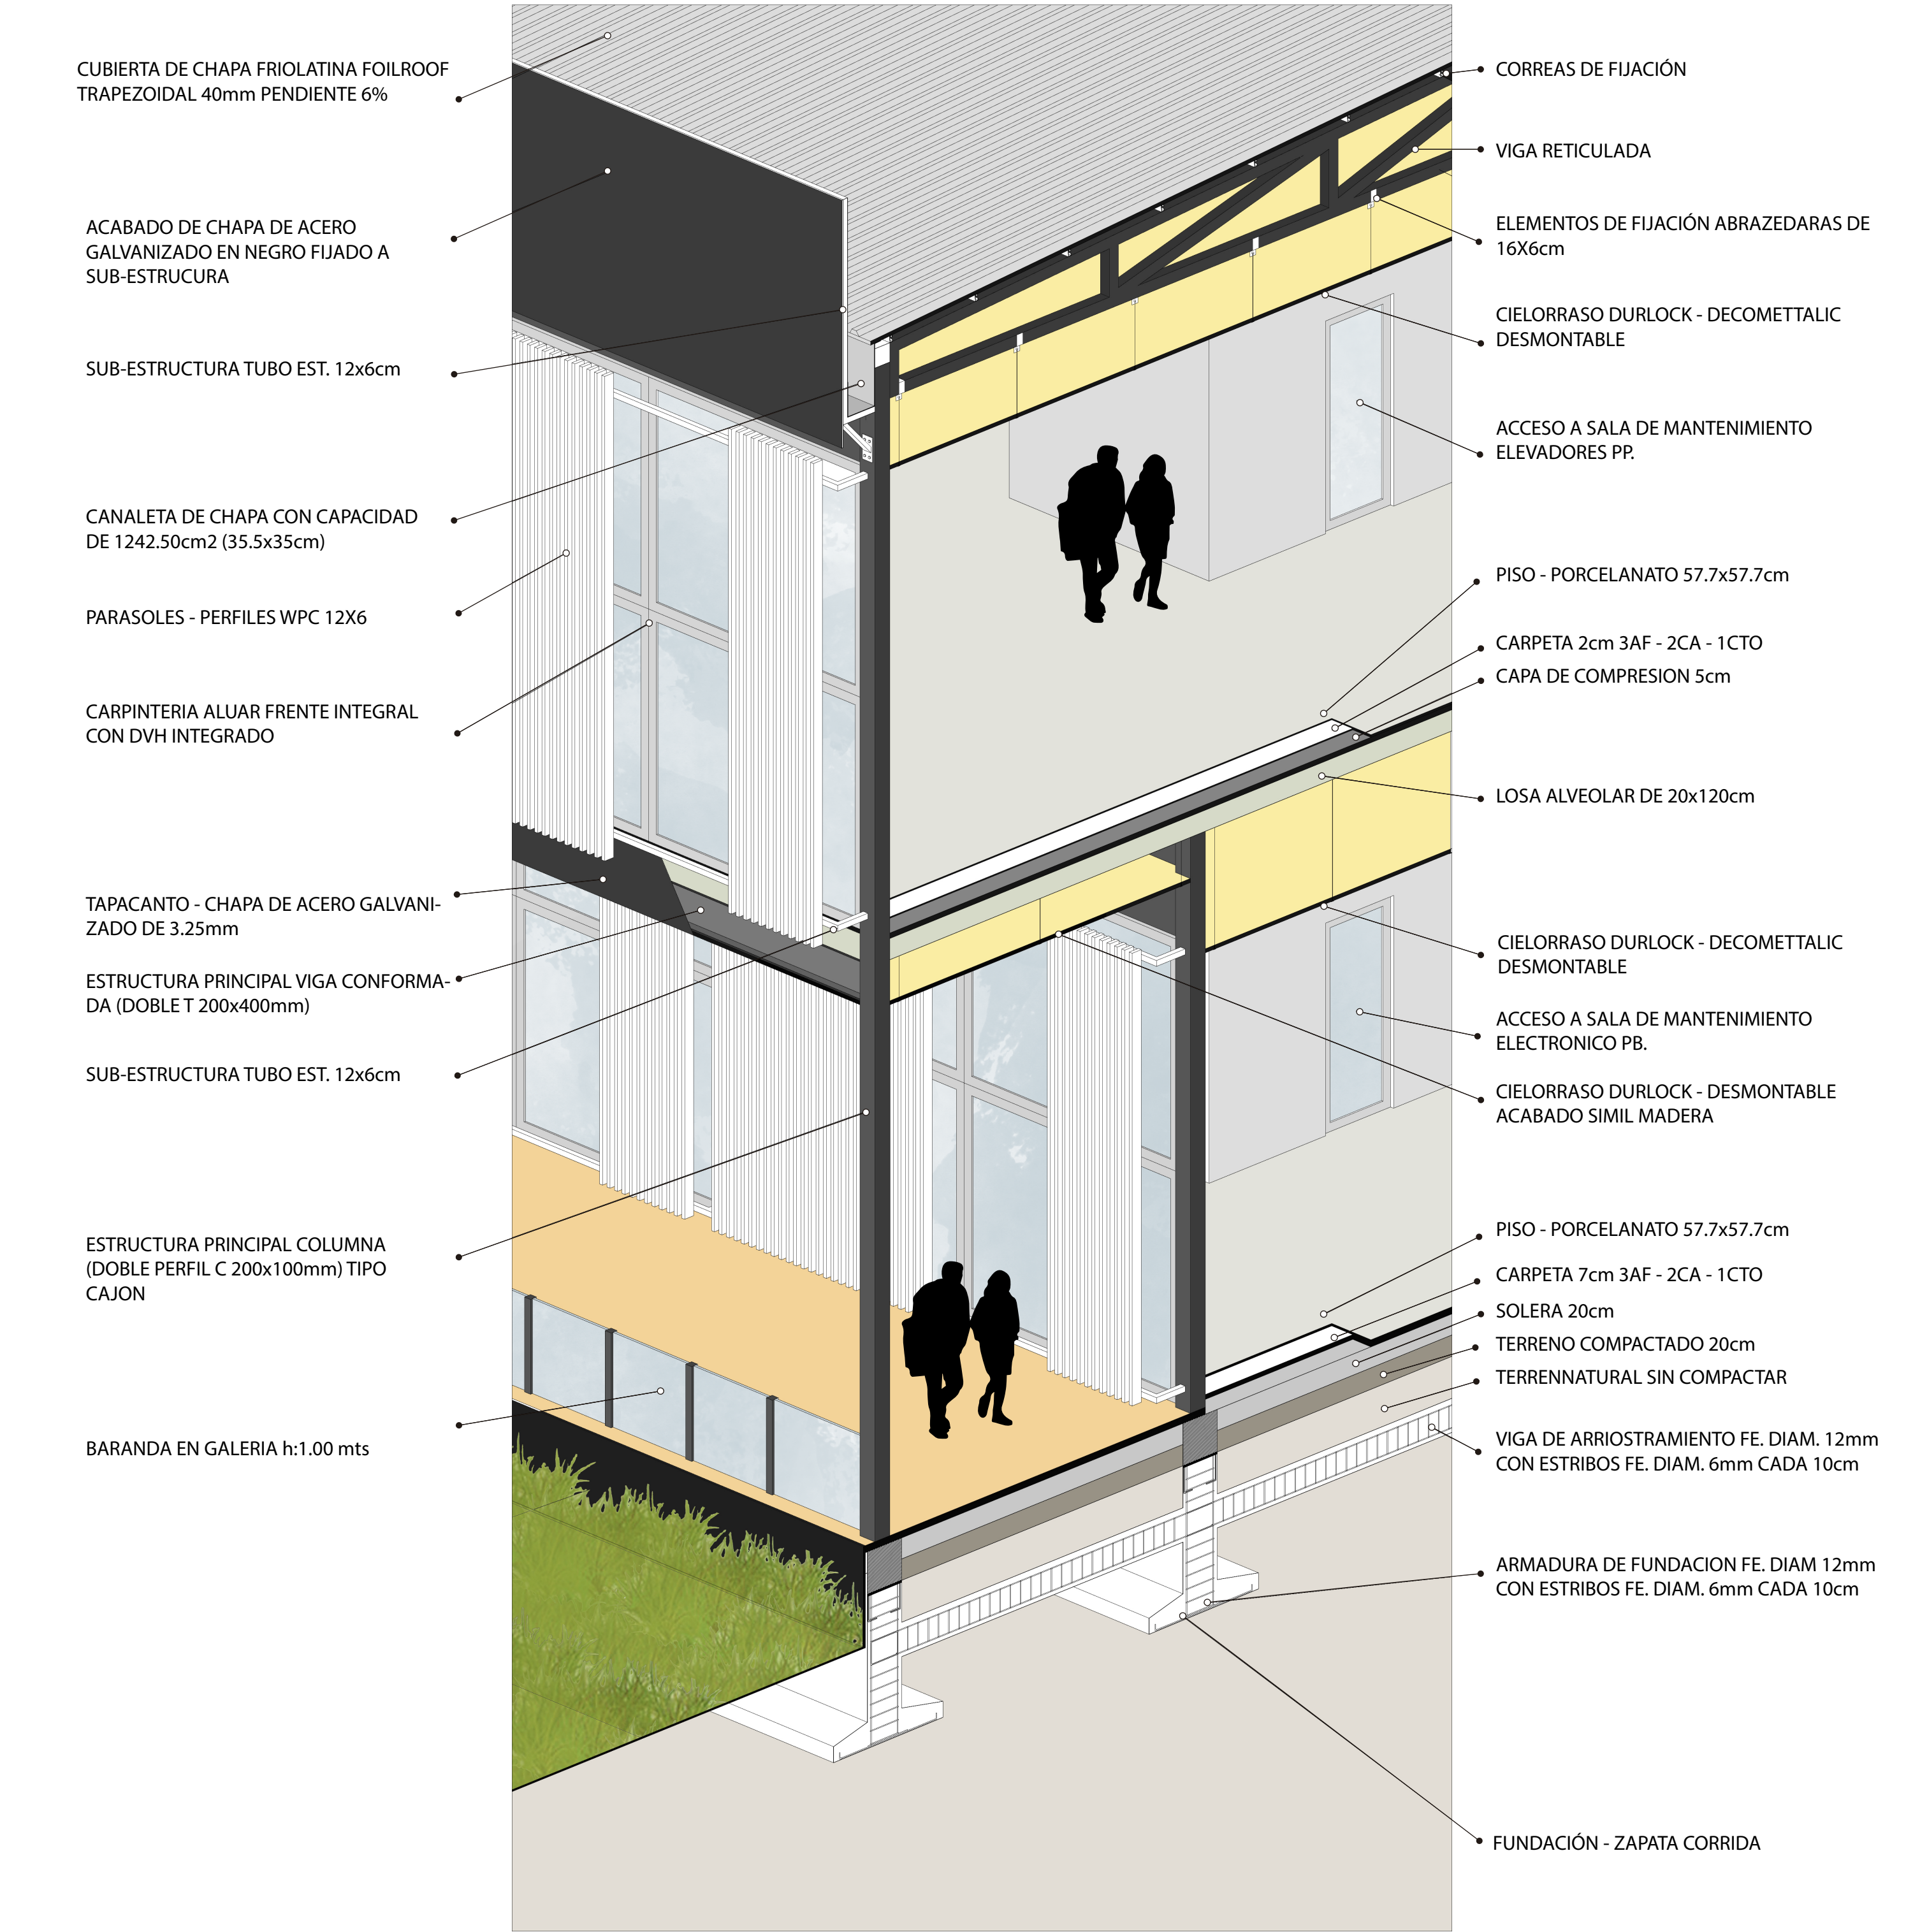 CUBIERTA DE CHAPA FRIOLATINA FOILROOF
TRAPEZOIDAL 40mm PENDIENTE 6%
ACABADO DE CHAPA DE ACERO
GALVANIZADO EN NEGRO FIJADO A
SUB-ESTRUCURA
SUB-ESTRUCTURA TUBO EST. 12x6cm
CANALETA DE CHAPA CON CAPACIDAD
DE 1242.50cm2 (35.5x35cm)
PARASOLES - PERFILES WPC 12X6
CARPINTERIA ALUAR FRENTE INTEGRAL
CON DVH INTEGRADO
TAPACANTO - CHAPA DE ACERO GALVANI-
ZADO DE 3.25mm
ESTRUCTURA PRINCIPAL VIGA CONFORMA-
DA (DOBLE T 200x400mm)
SUB-ESTRUCTURA TUBO EST. 12x6cm
ESTRUCTURA PRINCIPAL COLUMNA
(DOBLE PERFIL C 200x100mm) TIPO
CAJON
BARANDA EN GALERIA h:1.00 mts
CORREAS DE FIJACIÓN
VIGA RETICULADA
ELEMENTOS DE FIJACIÓN ABRAZEDARAS DE
16X6cm
CIELORRASO DURLOCK - DECOMETTALIC
DESMONTABLE
ACCESO A SALA DE MANTENIMIENTO
ELEVADORES PP.
PISO - PORCELANATO 57.7x57.7cm
CARPETA 2cm 3AF - 2CA - 1CTO
CAPA DE COMPRESION 5cm
LOSA ALVEOLAR DE 20x120cm
CIELORRASO DURLOCK - DECOMETTALIC
DESMONTABLE
ACCESO A SALA DE MANTENIMIENTO
ELECTRONICO PB.
CIELORRASO DURLOCK - DESMONTABLE
ACABADO SIMIL MADERA
PISO - PORCELANATO 57.7x57.7cm
CARPETA 7cm 3AF - 2CA - 1CTO
SOLERA 20cm
TERRENO COMPACTADO 20cm
TERRENNATURAL SIN COMPACTAR
VIGA DE ARRIOSTRAMIENTO FE. DIAM. 12mm
CON ESTRIBOS FE. DIAM. 6mm CADA 10cm
ARMADURA DE FUNDACION FE. DIAM 12mm
CON ESTRIBOS FE. DIAM. 6mm CADA 10cm
FUNDACIÓN - ZAPATA CORRIDA